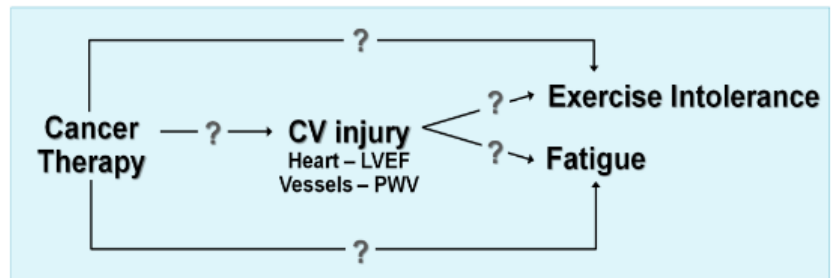 ?
Cancer
Therapy
?
CV injury
Heart – LVEF
Vessels – PWV
?
Exercise Intolerance
?
Fatigue
?